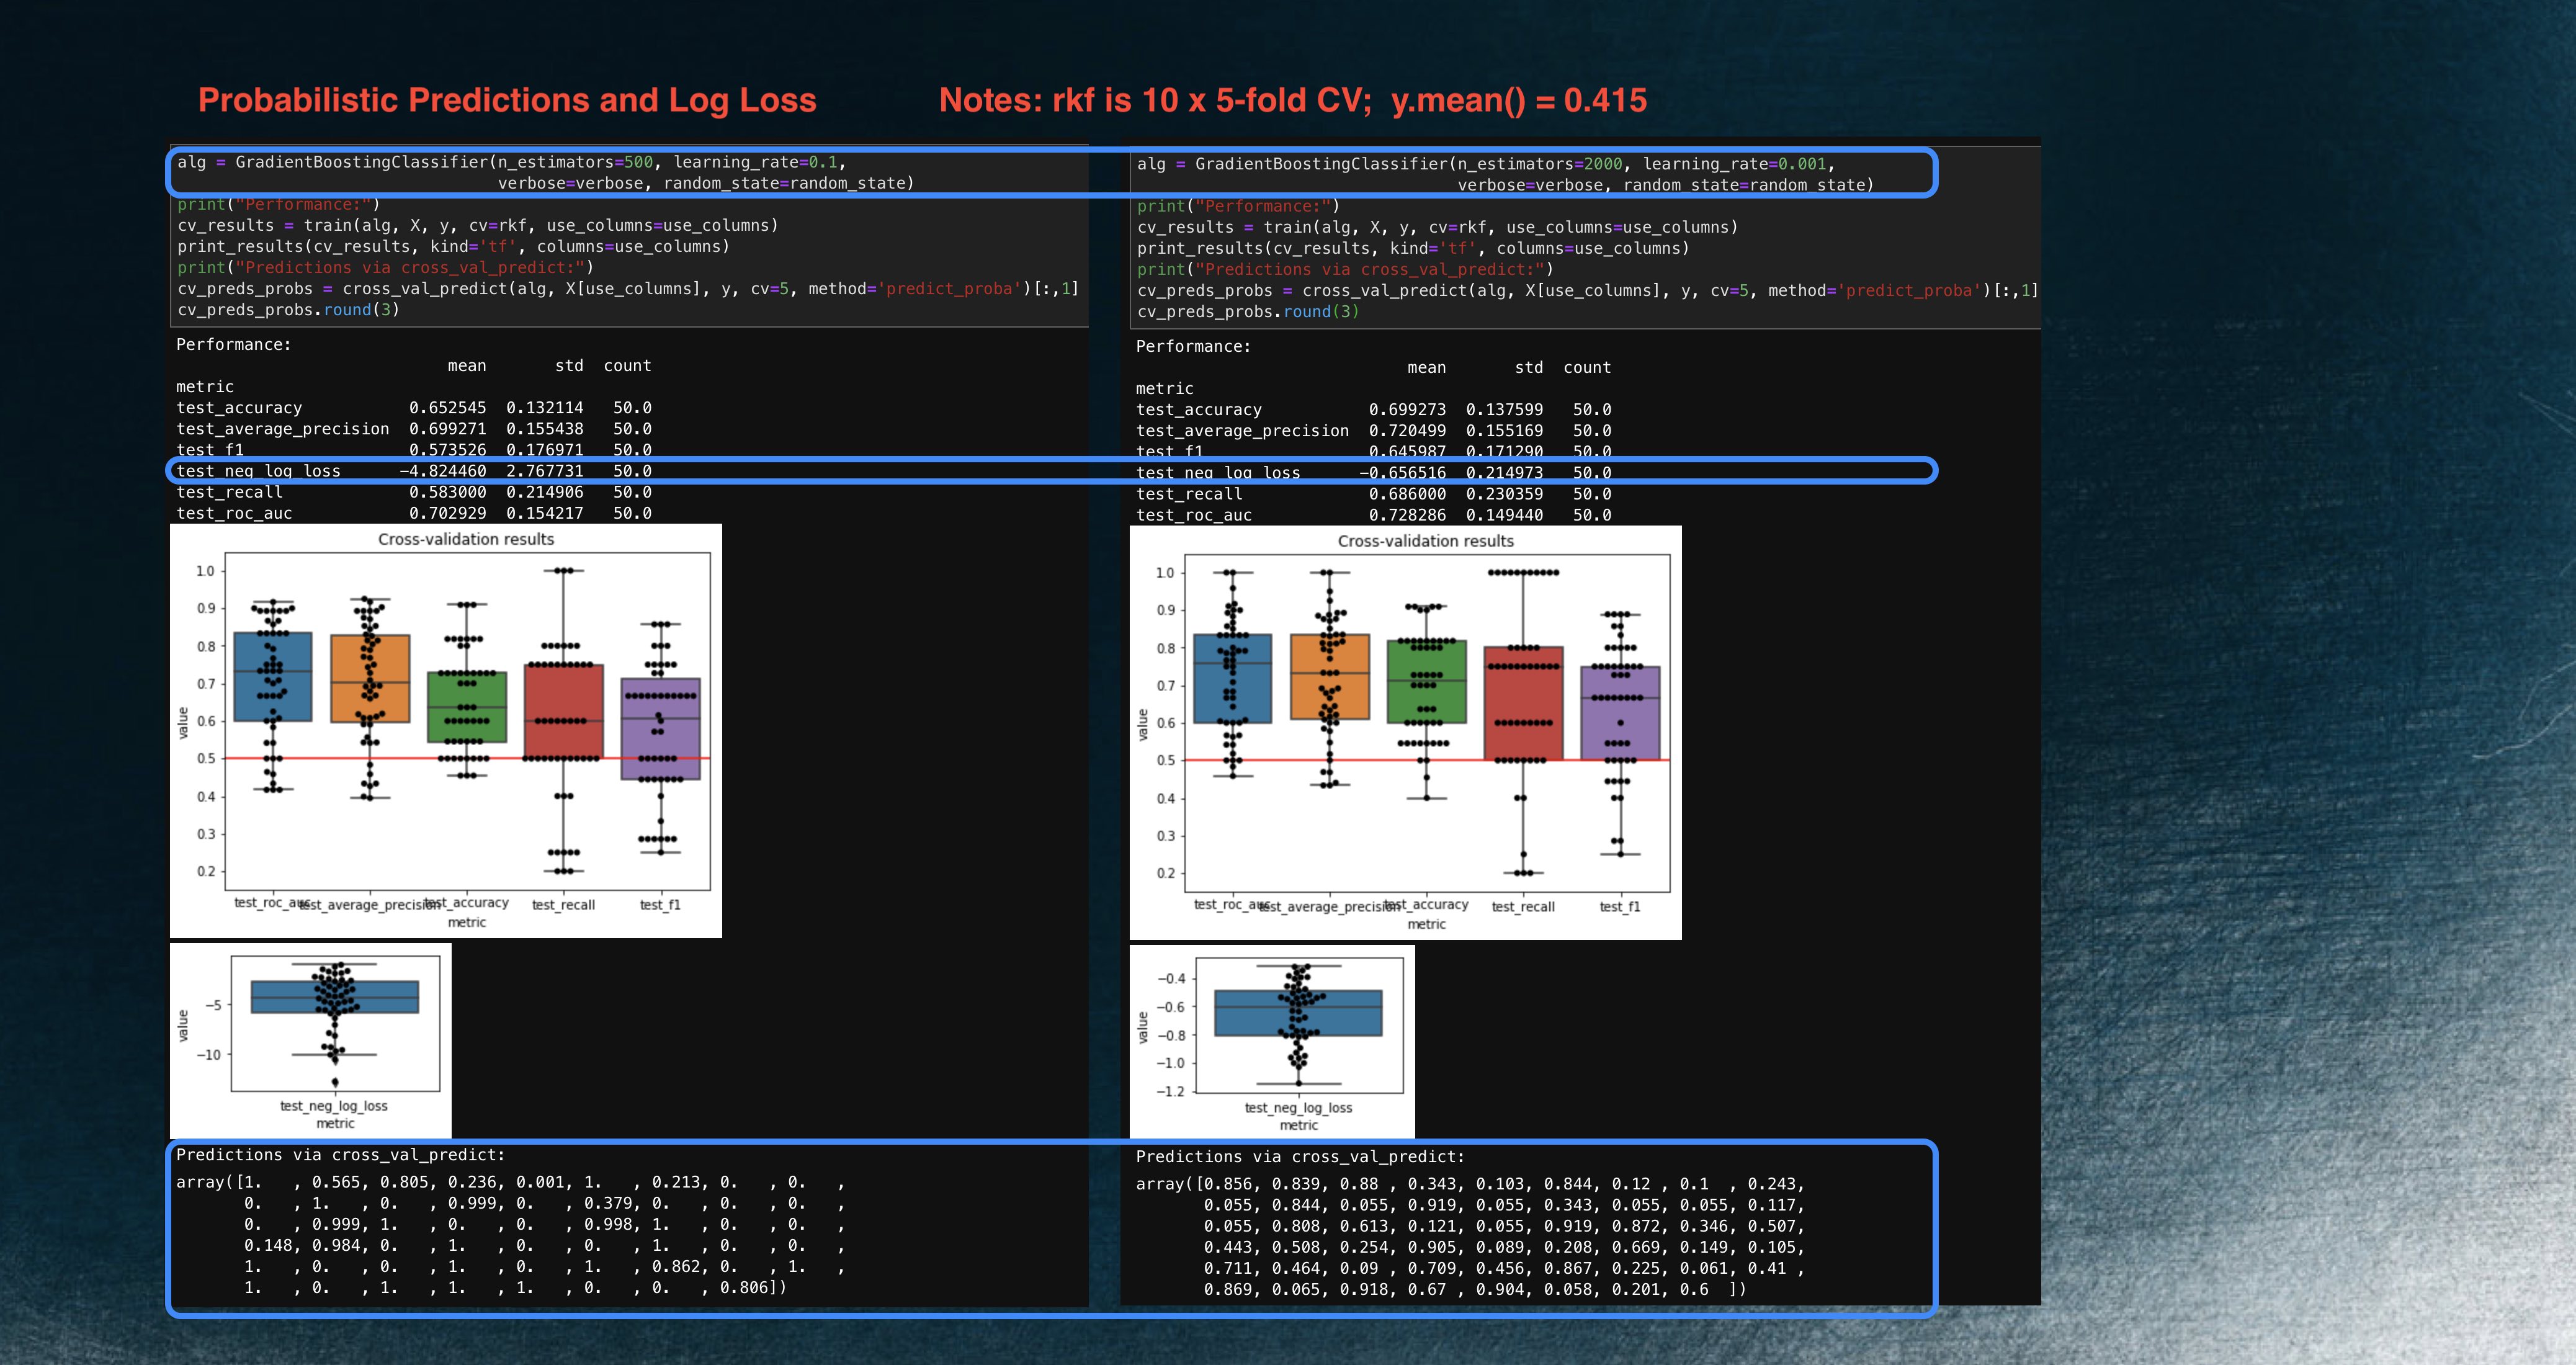 Probabilistic Predictions and Log Loss
Notes: rkf is 10 x 5-fold CV;  y.mean() = 0.415
alg = GradientBoostingClassifier(n_estimators=500, learning_rate=0.1,
verbose=verbose, random_state=random_state)
print("Performance:")
cv_results = train(alg, X, y, cv=rkf, use_columns=use_columns)
print_results(cv_results, kind='tf', columns=use_columns)
print("Predictions via cross_val_predict:")
cv_preds_probs = cross_val_predict(alg, X[use_columns], y, cv=5, method='predict_proba')[:,1]
cv_preds_probs.round(3)
Performance:
mean std count
metric
test_accuracy 0.652545 0.132114 50.0
test_average_precision 0.699271 0.155438 50.0
test_f1 0.573526 0.176971 50.0
test_neg_log_loss −4.824460 2.767731 50.0
test_recall 0.583000 0.214906 50.0
test_roc_auc 0.702929 0.154217 50.0
Cross-validation results
1.0
0.9
0.8
0.7
0.6
0.5
0.4
0.3
0.2
value
test_roc_auc test_average_precision test_accuracy test_recall test_f1
metric
−5
−10
value
test_neg_log_loss
metric
Predictions via cross_val_predict:
array([1.   , 0.565, 0.805, 0.236, 0.001, 1.   , 0.213, 0.   , 0.   ,
0.   , 1.   , 0.   , 0.999, 0.   , 0.379, 0.   , 0.   , 0.   ,
0.   , 0.999, 1.   , 0.   , 0.   , 0.998, 1.   , 0.   , 0.   ,
0.148, 0.984, 0.   , 1.   , 0.   , 0.   , 1.   , 0.   , 0.   ,
1.   , 0.   , 0.   , 1.   , 0.   , 1.   , 0.862, 0.   , 1.   ,
1.   , 0.   , 1.   , 1.   , 1.   , 0.   , 0.   , 0.806])
alg = GradientBoostingClassifier(n_estimators=2000, learning_rate=0.001,
verbose=verbose, random_state=random_state)
print("Performance:")
cv_results = train(alg, X, y, cv=rkf, use_columns=use_columns)
print_results(cv_results, kind='tf', columns=use_columns)
print("Predictions via cross_val_predict:")
cv_preds_probs = cross_val_predict(alg, X[use_columns], y, cv=5, method='predict_proba')[:,1]
cv_preds_probs.round(3)
Performance:
mean std count
metric
test_accuracy 0.699273 0.137599 50.0
test_average_precision 0.720499 0.155169 50.0
test_f1 0.645987 0.171290 50.0
test_neg_log_loss −0.656516 0.214973 50.0
test_recall 0.686000 0.230359 50.0
test_roc_auc 0.728286 0.149440 50.0
Cross-validation results
1.0
0.9
0.8
0.7
0.6
0.5
0.4
0.3
0.2
value
test_roc_auc test_average_precision test_accuracy test_recall test_f1
metric
−0.4
−0.6
−0.8
−1.0
−1.2
value
test_neg_log_loss
metric
Predictions via cross_val_predict:
array([0.856, 0.839, 0.88 , 0.343, 0.103, 0.844, 0.12 , 0.1  , 0.243,
0.055, 0.844, 0.055, 0.919, 0.055, 0.343, 0.055, 0.055, 0.117,
0.055, 0.808, 0.613, 0.121, 0.055, 0.919, 0.872, 0.346, 0.507,
0.443, 0.508, 0.254, 0.905, 0.089, 0.208, 0.669, 0.149, 0.105,
0.711, 0.464, 0.09 , 0.709, 0.456, 0.867, 0.225, 0.061, 0.41 ,
0.869, 0.065, 0.918, 0.67 , 0.904, 0.058, 0.201, 0.6  ])